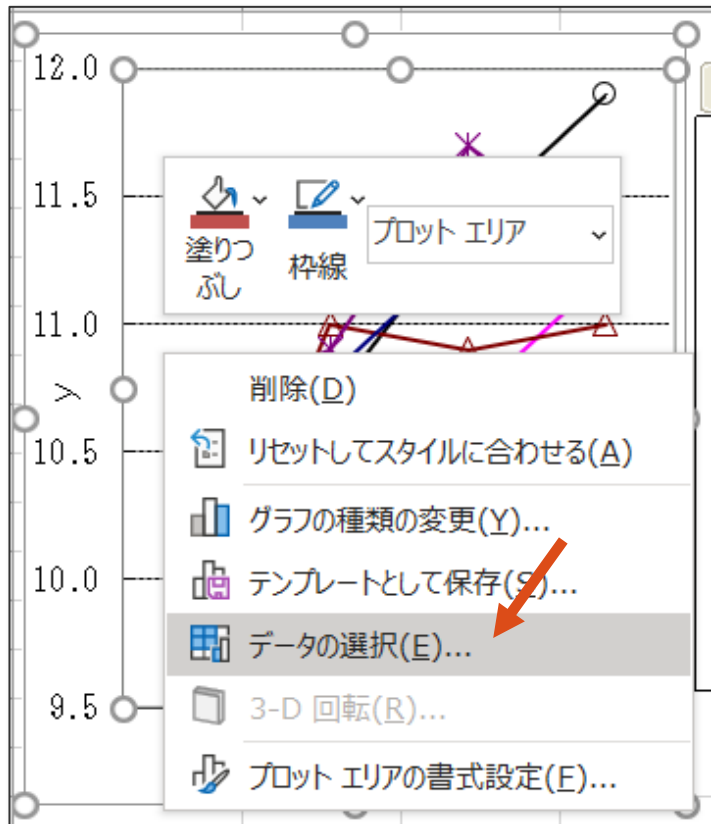 12.0
11.5
塗りつ
ぶし
枠線
プロット エリア
11.0
y
削除(D)
10.5
リセットしてスタイルに合わせる(A)
グラフの種類の変更(Y)...
10.0
テンプレートとして保存(S)...
データの選択(E)...
9.5
3-D 回転(R)...
プロット エリアの書式設定(F)...